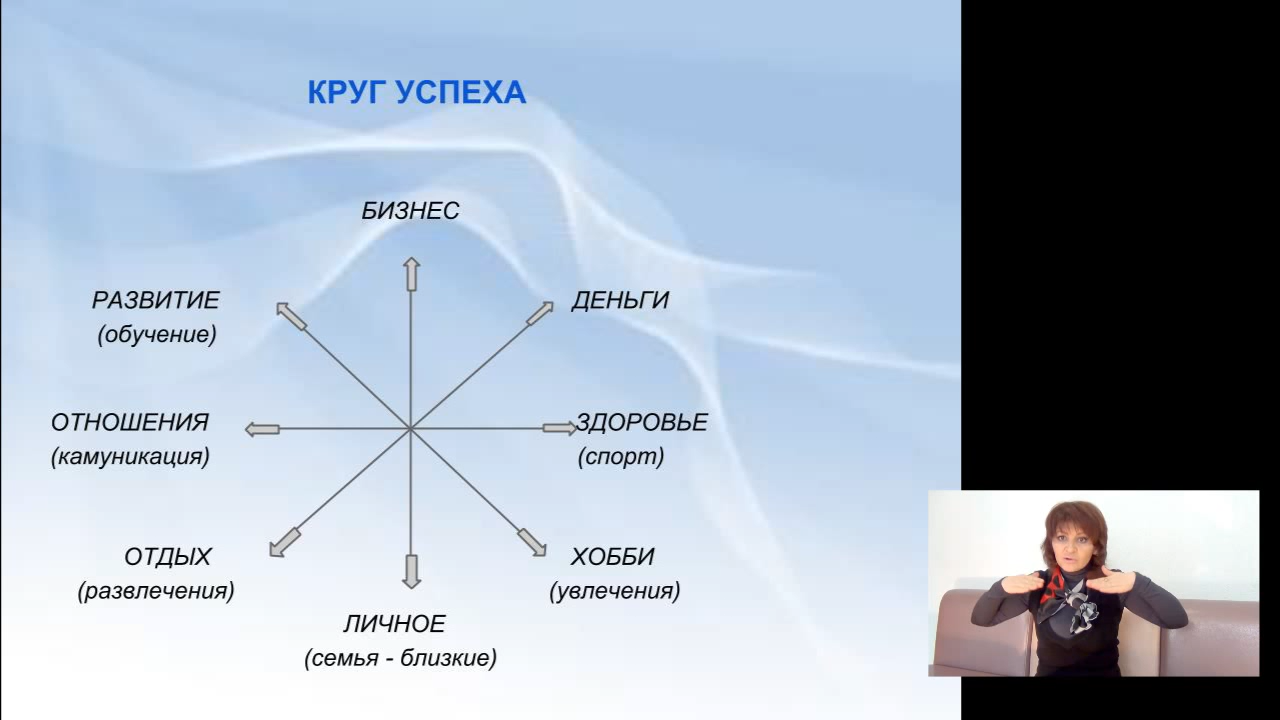 КРУГ УСПЕХА
БИЗНЕС
РАЗВИТИЕ
(обучение)
ДЕНЬГИ
ОТНОШЕНИЯ
(камуникация)
ЗДОРОВЬЕ
(спорт)
ОТДЫХ
(развлечения)
ХОББИ
(увлечения)
ЛИЧНОЕ
(семья - близкие)